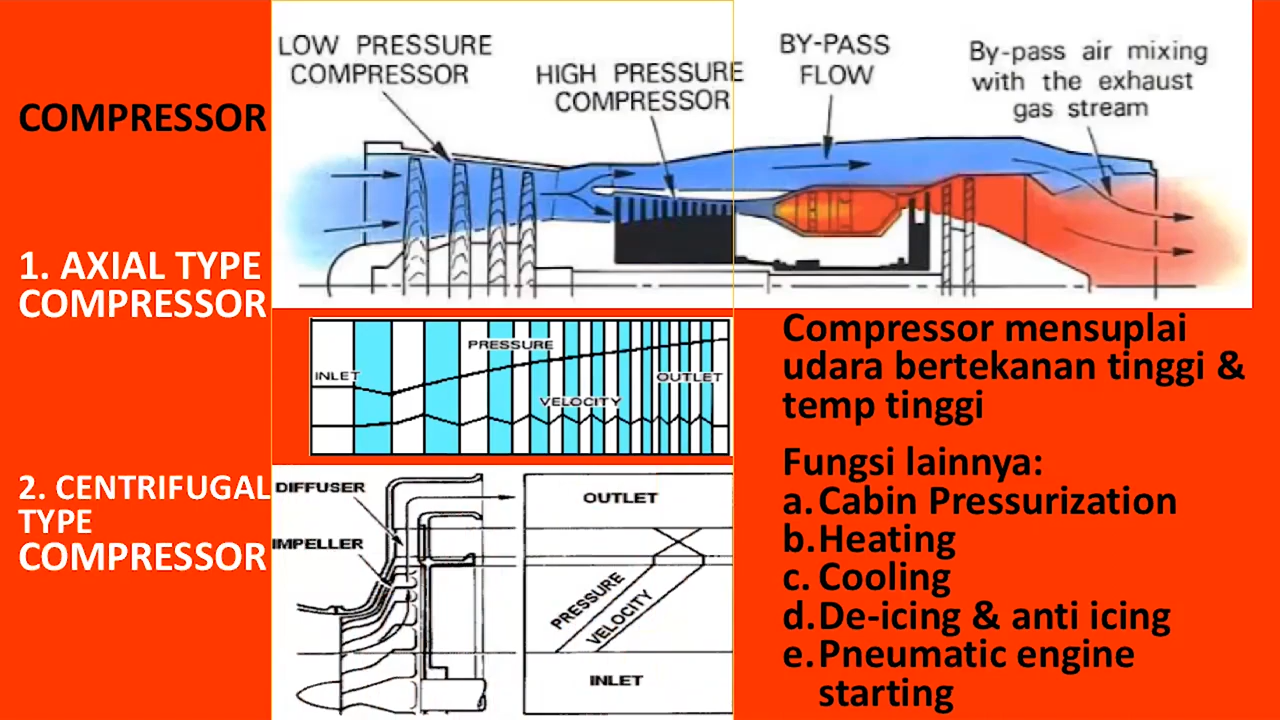 COMPRESSOR
1. AXIAL TYPE
COMPRESSOR
2. CENTRIFUGAL
TYPE
COMPRESSOR
LOW PRESSURE
COMPRESSOR
HIGH PRESSURE
COMPRESSOR
BY-PASS
FLOW
By-pass air mixing
with the exhaust
gas stream
PRESSURE
INLET
OUTLET
VELOCITY
DIFFUSER
IMPELLER
OUTLET
PRESSURE
VELOCITY
INLET
Compressor mensuplai
udara bertekanan tinggi &
temp tinggi
Fungsi lainnya:
a. Cabin Pressurization
b. Heating
c. Cooling
d. De-icing & anti icing
e. Pneumatic engine
starting